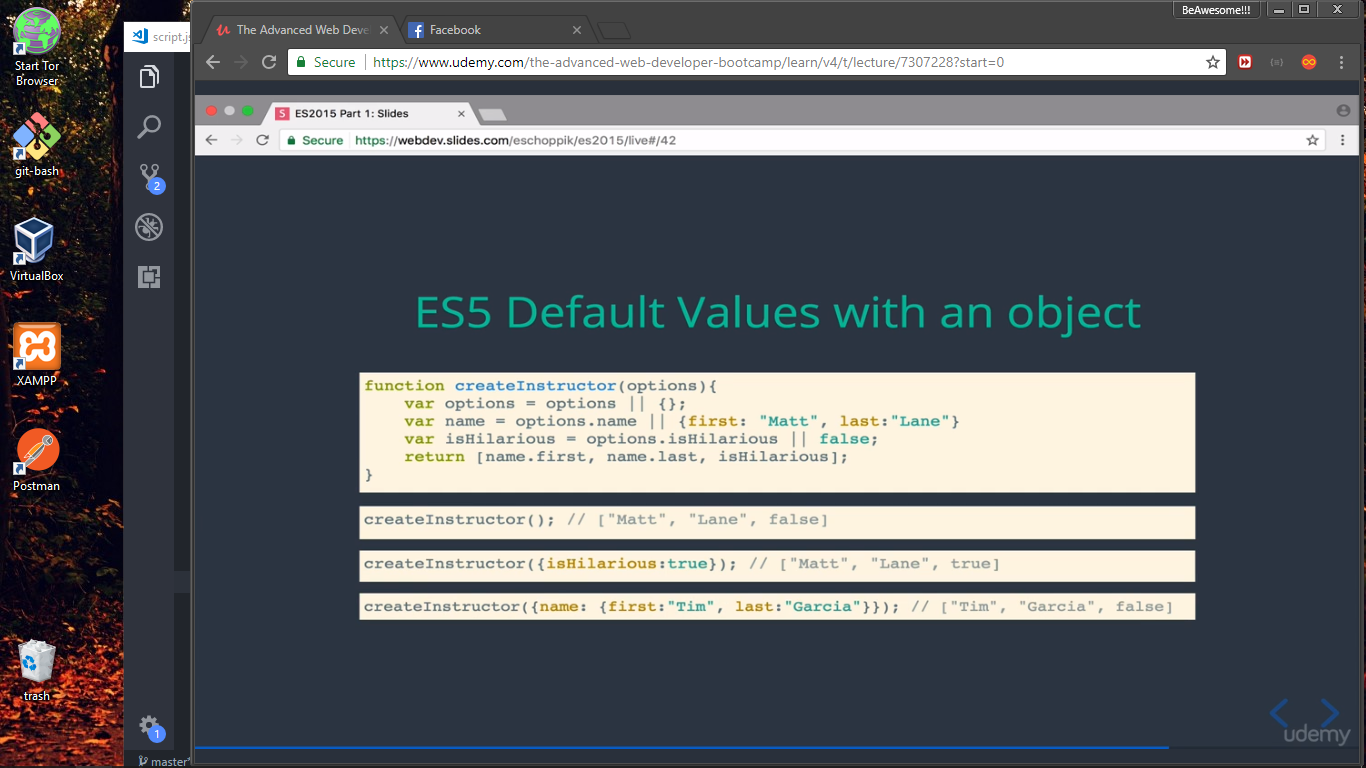 BeAwesome!!!
The Advanced Web Deve
Facebook
Secure
https://www.udemy.com/the-advanced-web-developer-bootcamp/learn/v4/t/lecture/7307228?start=0
Start Tor
Browser
git-bash
VirtualBox
XAMPP
Postman
trash
script.js
2
1
master*
S
ES2015 Part 1: Slides
Secure
https://webdev.slides.com/eschoppik/es2015/live#/42
ES5 Default Values with an object
function createInstructor(options){
    var options = options || {};
    var name = options.name || {first: "Matt", last:"Lane"}
    var isHilarious = options.isHilarious || false;
    return [name.first, name.last, isHilarious];
}
createInstructor(); // ["Matt", "Lane", false]
createInstructor({isHilarious:true}); // ["Matt", "Lane", true]
createInstructor({name: {first:"Tim", last:"Garcia"}}); // ["Tim", "Garcia", false]
udemy